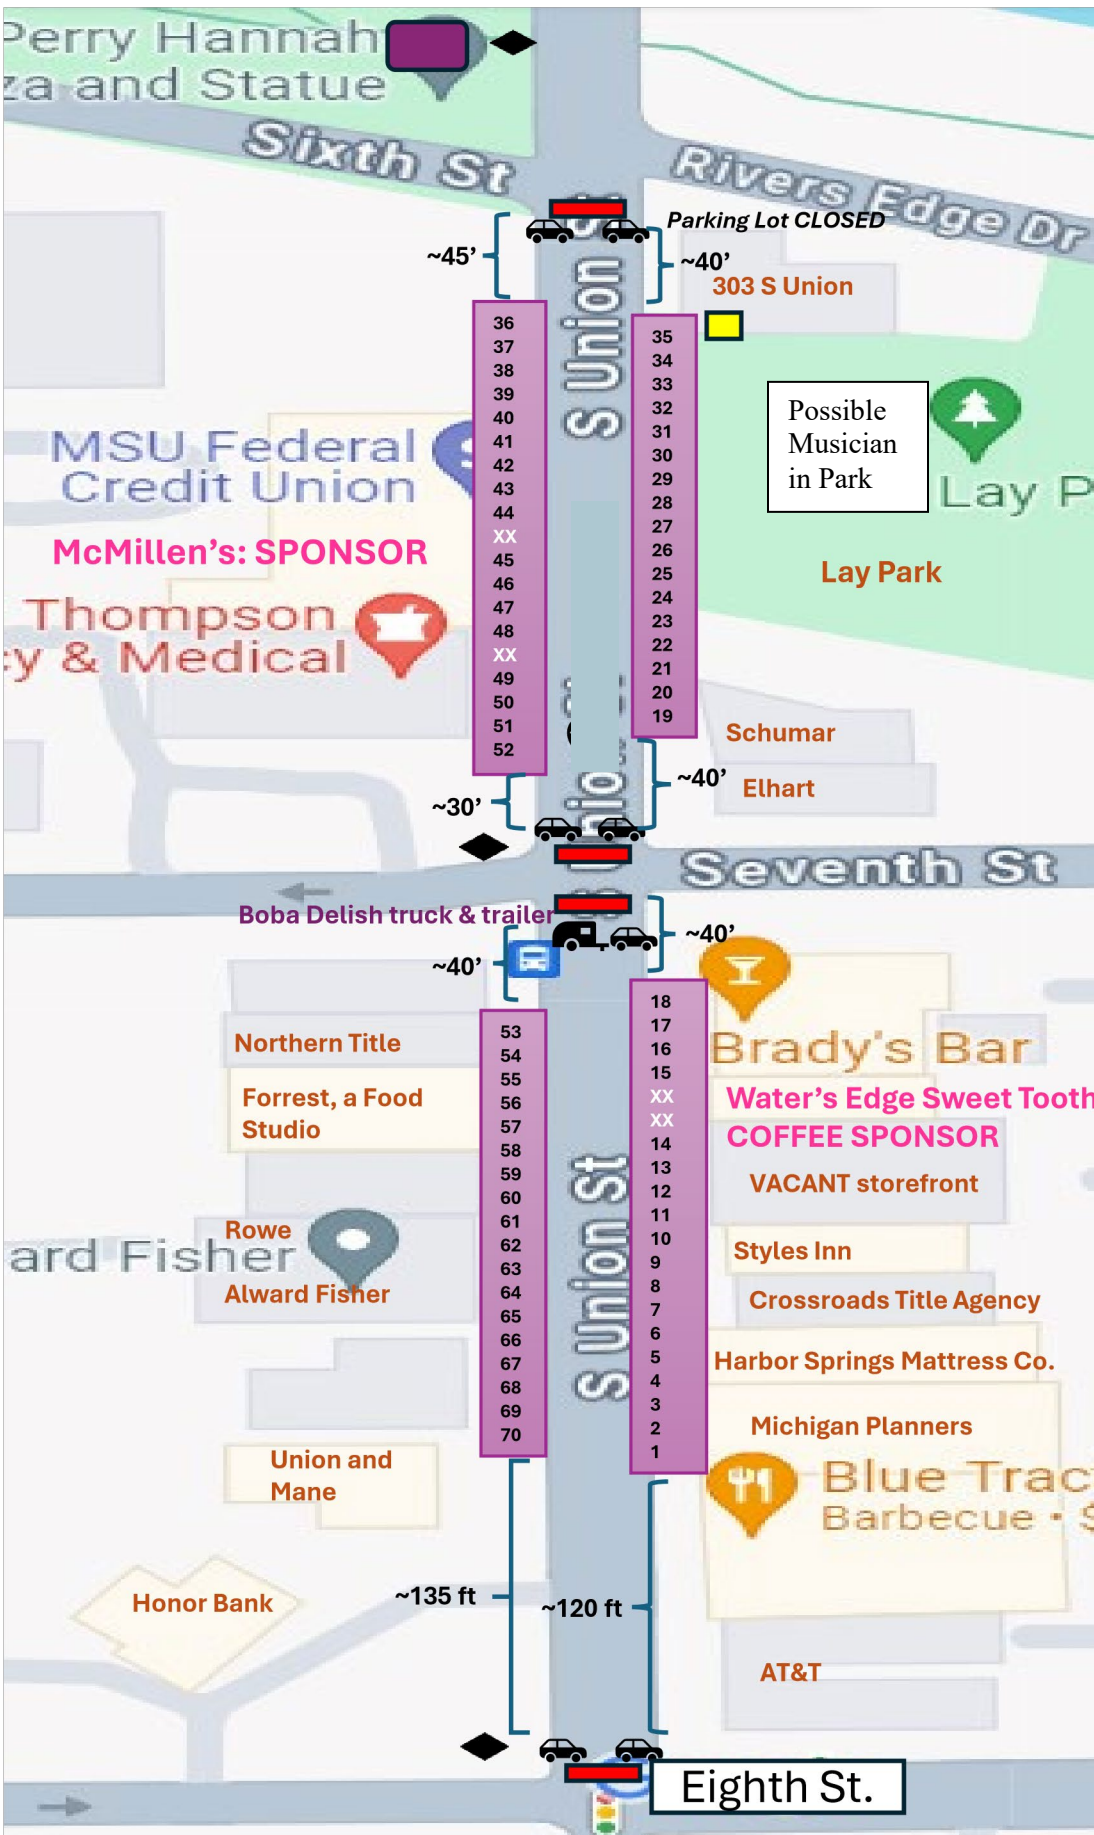 Perry Hannah
za and Statue
Sixth St
Rivers Edge Dr
Parking Lot CLOSED
~45'
~40'
303 S Union
S Union
36
37
38
39
40
41
42
43
44
XX
45
46
47
48
XX
49
50
51
52
35
34
33
32
31
30
29
28
27
26
25
24
23
22
21
20
19
Possible
Musician
in Park
Lay P
Lay Park
MSU Federal
Credit Union
McMillen's: SPONSOR
Thompson
cy & Medical
Schumar
Elhart
~30'
~40'
Seventh St
Boba Delish truck & trailer
~40'
~40'
53
54
55
56
57
58
59
60
61
62
63
64
65
66
67
68
69
70
18
17
16
15
XX
XX
14
13
12
11
10
9
8
7
6
5
4
3
2
1
S Union St
Brady's Bar
Water's Edge Sweet Tooth
COFFEE SPONSOR
VACANT storefront
Styles Inn
Crossroads Title Agency
Harbor Springs Mattress Co.
Michigan Planners
Blue Trac
Barbecue • S
Northern Title
Forrest, a Food
Studio
Rowe
ard Fisher
Alward Fisher
Union and
Mane
Honor Bank
~135 ft
~120 ft
AT&T
Eighth St.